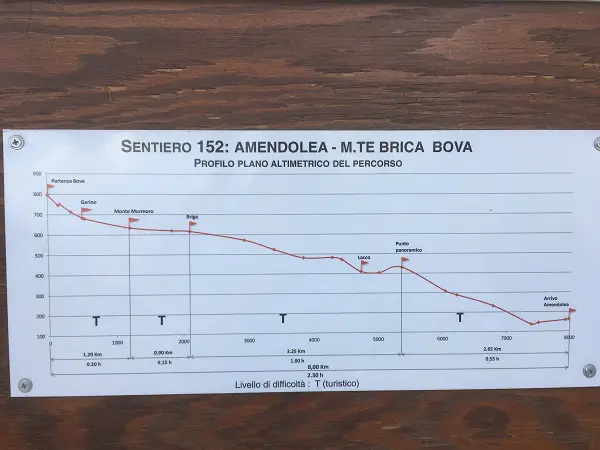 SENTIERO 152: AMENDOLEA - M.TE BRICA BOVA
PROFILO PLANO ALTIMETRICO DEL PERCORSO
900
800
700
600
500
400
300
200
100
Partenza Bova
Garino
Monte Murmoro
Briga
Lacco
Punto
panoramico
Arrivo
Amendolea
T T T T
0 1000 2000 3000 4000 5000 6000 7000 8000
1.20 Km 0.90 Km 3.25 Km 2.65 Km
0.20 h 0.15 h 1.00 h 0.55 h
8,00 Km
2.30 h
Livello di difficoltà : T (turistico)